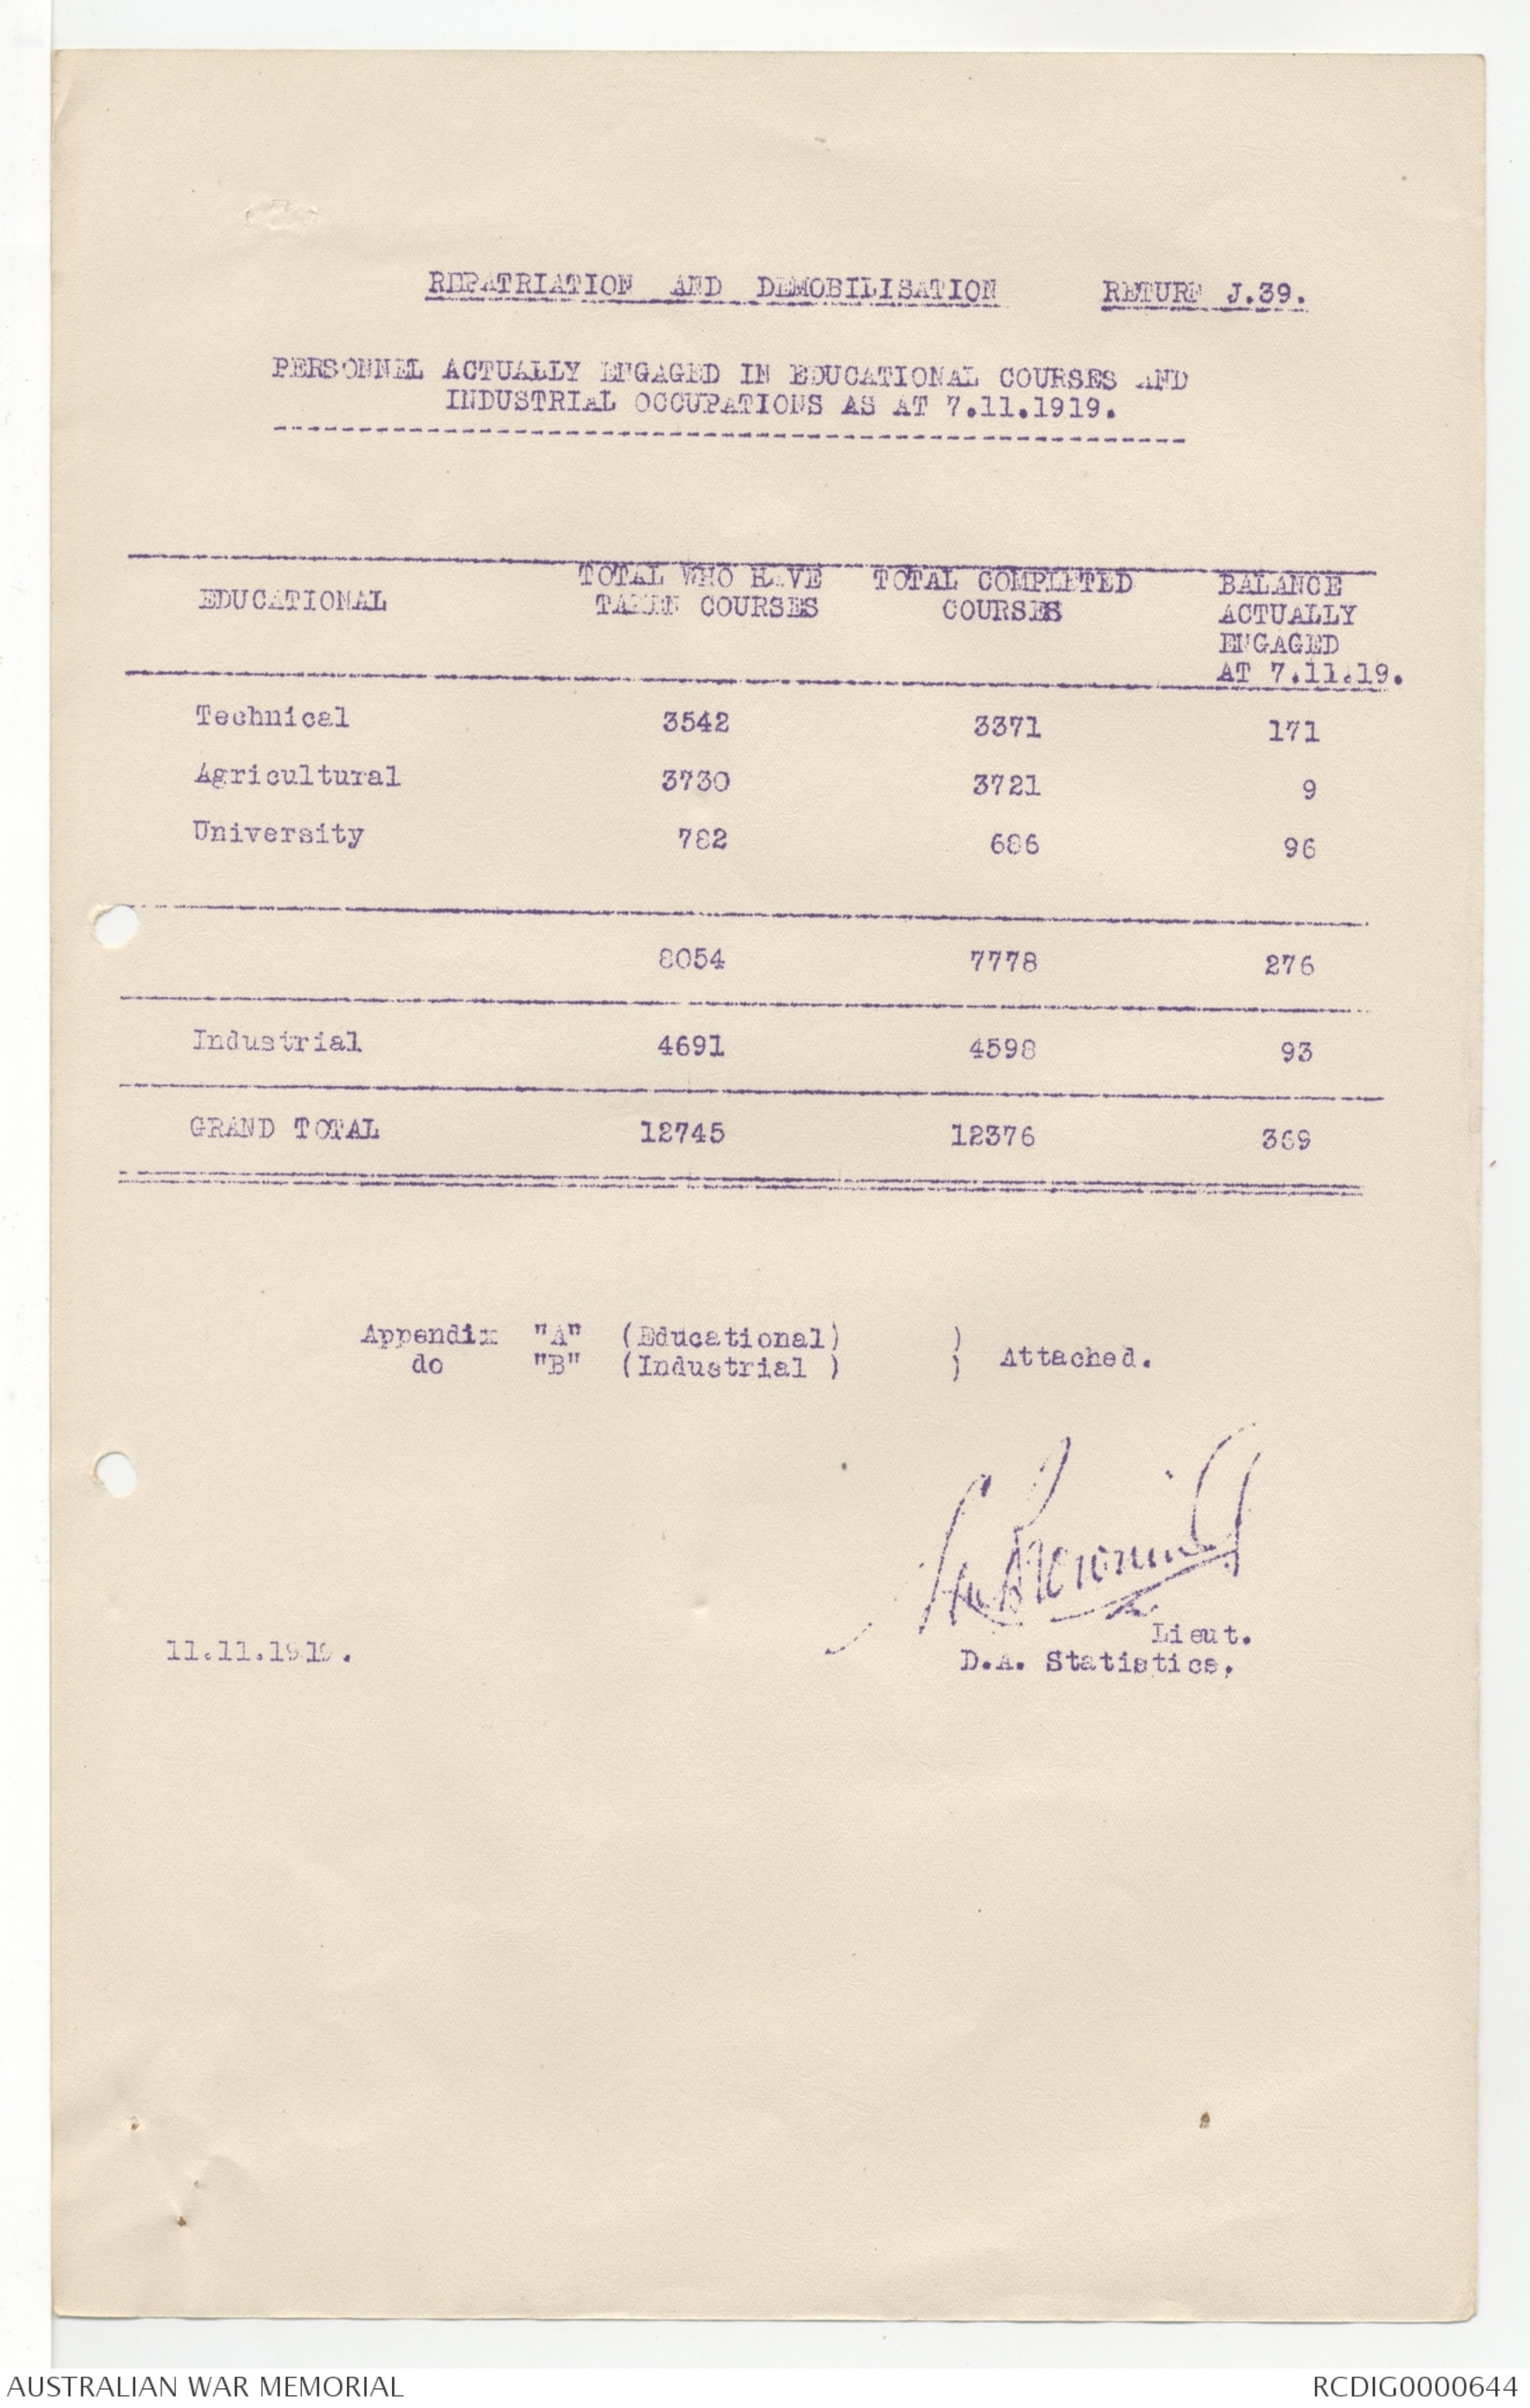 REPATRIATION AND DEMOBILISATION RETURN J.39.
PERSONNEL ACTUALLY ENGAGED IN EDUCATIONAL COURSES AND
INDUSTRIAL OCCUPATIONS AS AT 7.11.1919.
EDUCATIONAL TOTAL WHO HAVE TAKEN COURSES TOTAL COMPLETED COURSES BALANCE ACTUALLY ENGAGED AT 7.11.19.
Technical 3542 3371 171
Agricultural 3730 3721 9
University 782 686 96
8054 7778 276
Industrial 4691 4598 93
GRAND TOTAL 12745 12376 369
Appendix "A" (Educational) )
do "B" (Industrial ) ) Attached.
Lieut.
11.11.1919. D.A. Statistics.
AUSTRALIAN WAR MEMORIAL RCDIG0000644